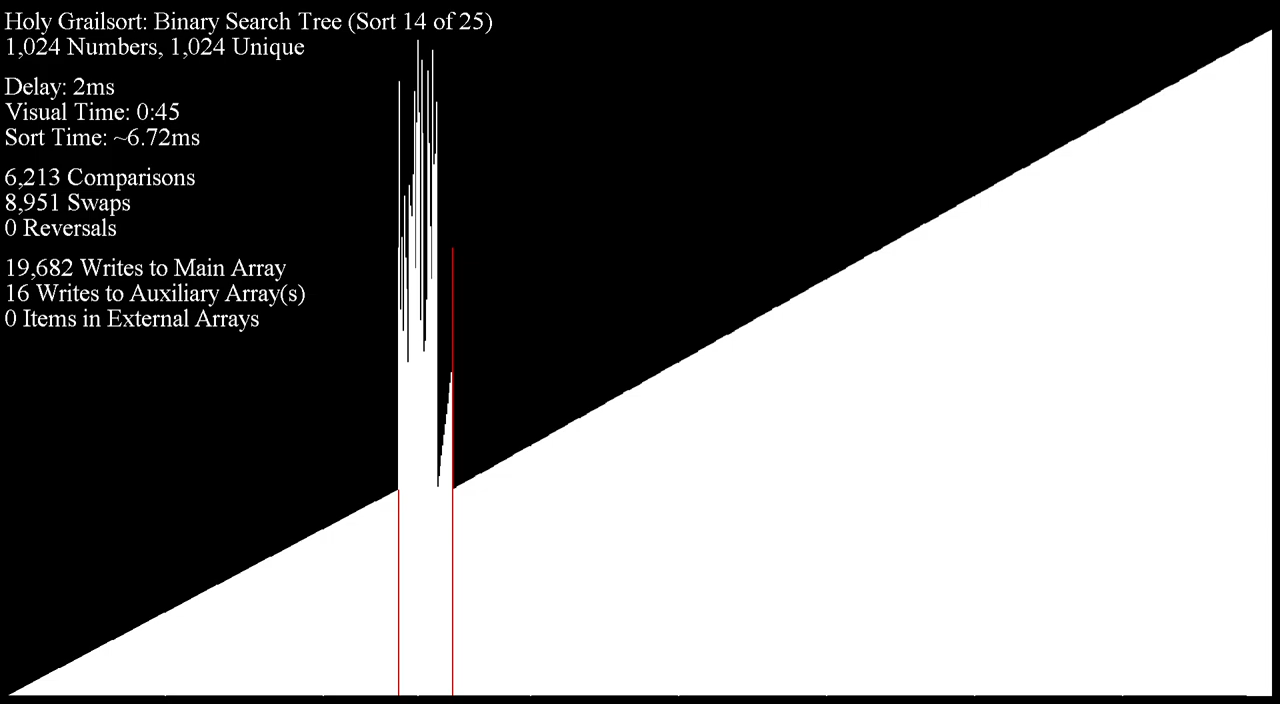 Holy Grailsort: Binary Search Tree (Sort 14 of 25)
1,024 Numbers, 1,024 Unique
Delay: 2ms
Visual Time: 0:45
Sort Time: ~6.72ms
6,213 Comparisons
8,951 Swaps
0 Reversals
19,682 Writes to Main Array
16 Writes to Auxiliary Array(s)
0 Items in External Arrays